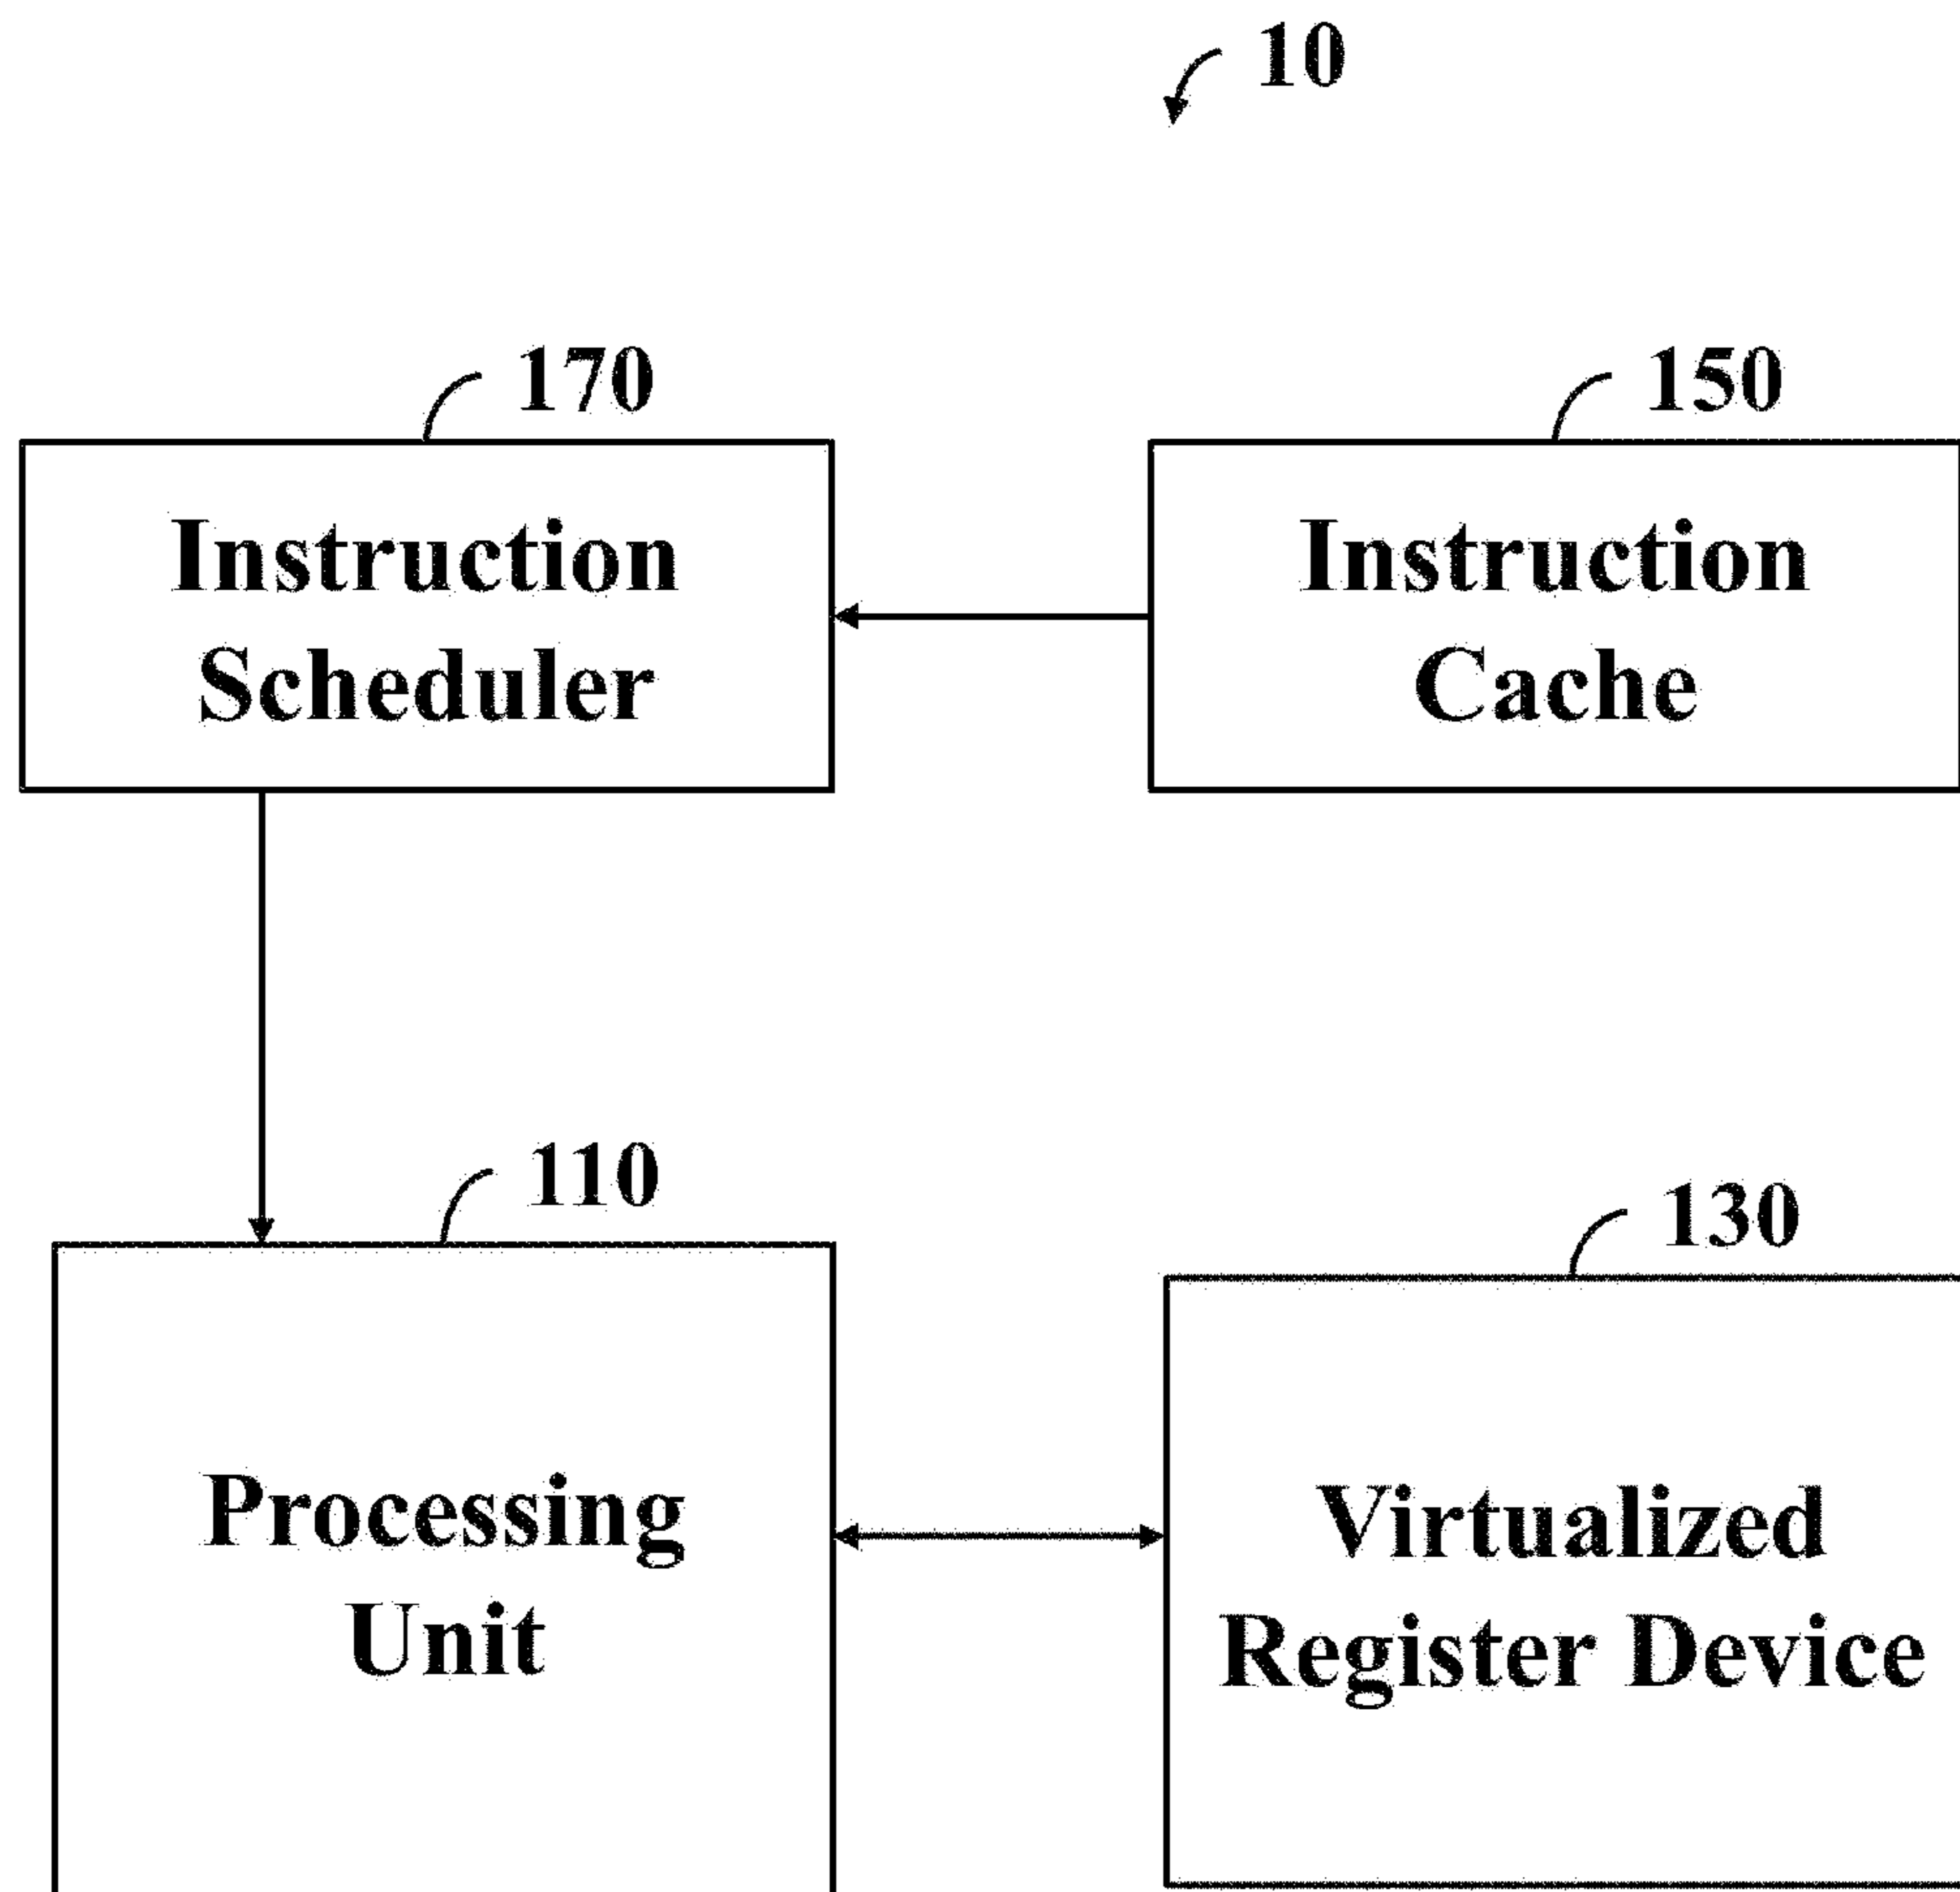 10
170
150
Instruction
Scheduler
Instruction
Cache
110
130
Processing
Unit
Virtualized
Register Device